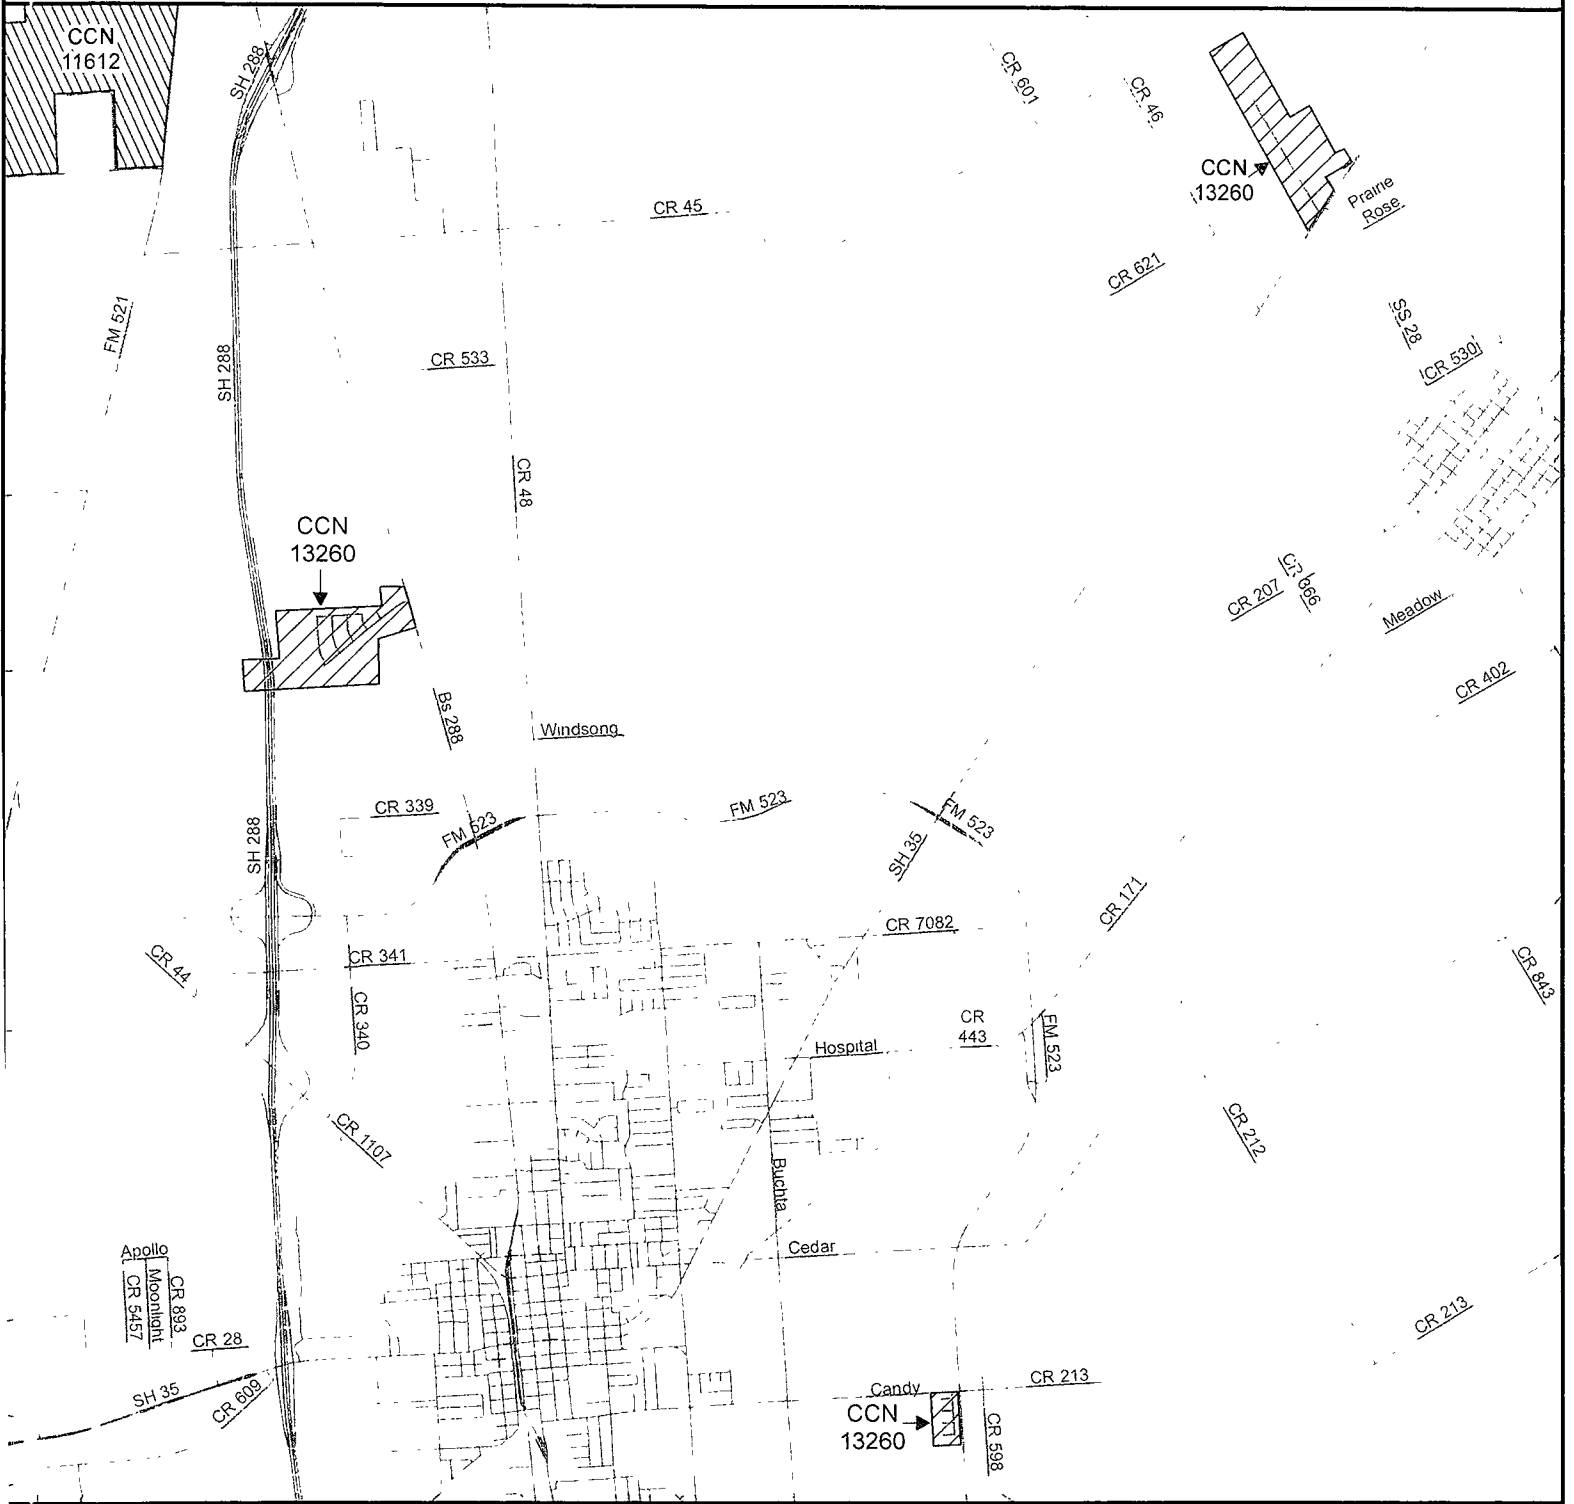 CCN
11612
SH 288
CR 601
CR 46
CCN
13260
Prairie
Rose
CR 45
CR 621
FM 521
SS 28
SH 288
CR 533
CR 530
CR 48
CCN
13260
CR 207
CR 366
Meadow
CR 402
Bs 288
Windsong
CR 339
FM 523
FM 523
FM 523
SH 288
SH 35
CR 171
CR 7082
CR 44
CR 341
CR 843
CR 340
CR
443
FM 523
Hospital
CR 1107
CR 212
Buchta
Cedar
Apollo
CR 893
Moonlight
CR 5457
CR 28
CR 213
SH 35
CR 609
CR 213
Candy
CCN
13260
CR 598